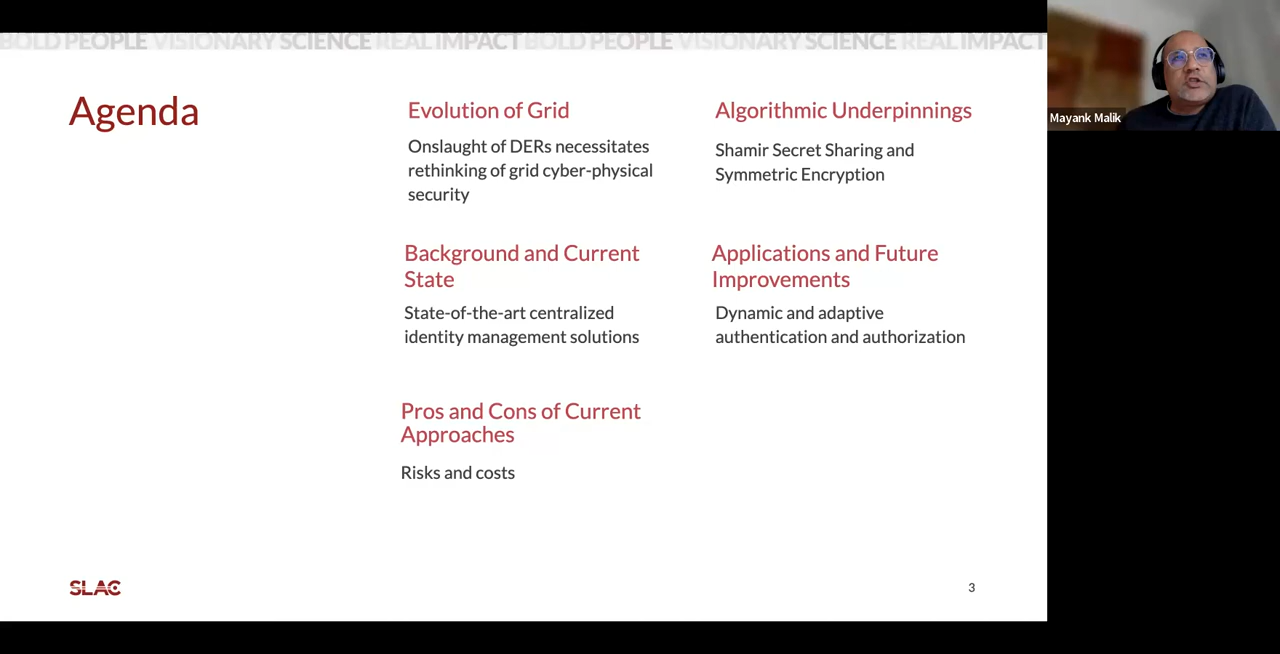 BOLD PEOPLE VISIONARY SCIENCE REAL IMPACT BOLD PEOPLE VISIONARY SCIENCE REAL IMPACT
Agenda
Evolution of Grid
Onslaught of DERs necessitates
rethinking of grid cyber-physical
security
Background and Current
State
State-of-the-art centralized
identity management solutions
Pros and Cons of Current
Approaches
Risks and costs
Algorithmic Underpinnings
Shamir Secret Sharing and
Symmetric Encryption
Applications and Future
Improvements
Dynamic and adaptive
authentication and authorization
SLAC
3
Mayank Malik